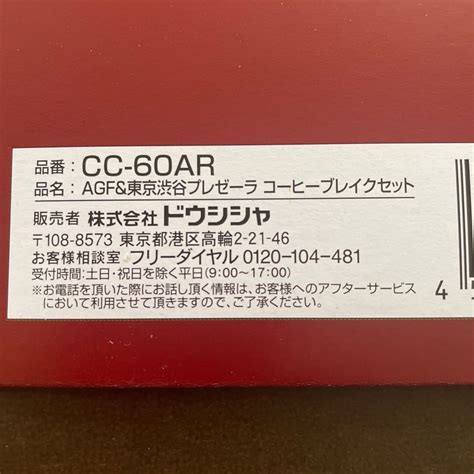 品番：CC-60AR
品名：AGF&東京渋谷プレゼーラ コーヒーブレイクセット
販売者 株式会社ドウシシャ
〒108-8573 東京都港区高輪2-21-46
お客様相談室 フリーダイヤル 0120-104-481
受付時間：土日・祝日を除く平日(9:00〜17:00)
※お電話を頂いた際にお話し頂く情報は、お客様へのアフターサービス
において利用させて頂きますので、ご了承ください。
4